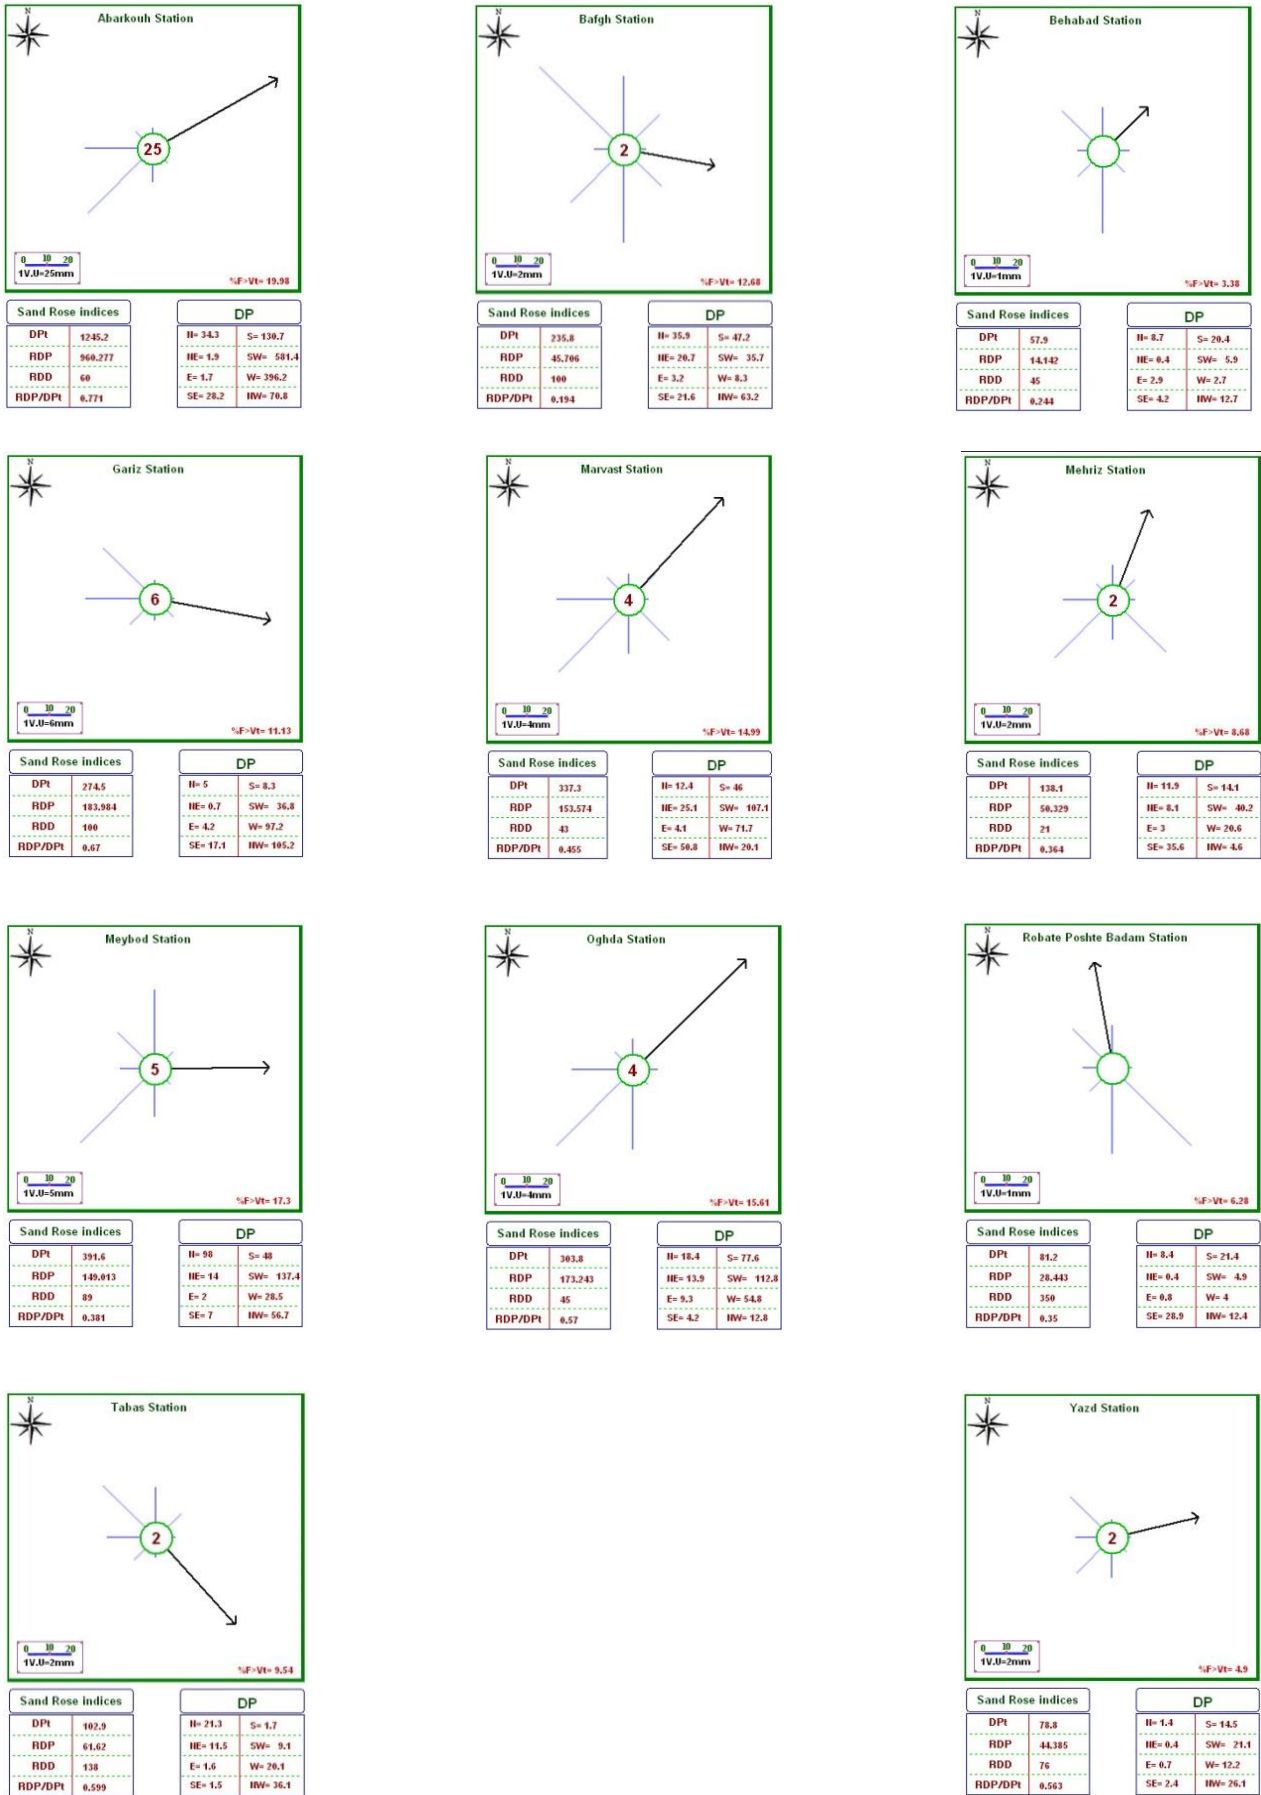 N
Abarkouh Station
25
0 10 20
1V.U=25mm
%F>Vt= 19.98
Sand Rose indices
DP
DPt 1245.2
N= 34.3 S= 130.7
RDP 960.277
NE= 1.9 SW= 581.4
RDD 60
E= 1.7 W= 396.2
RDP/DPt 0.771
SE= 28.2 NW= 70.8
N
Bafgh Station
2
0 10 20
1V.U=2mm
%F>Vt= 12.68
Sand Rose indices
DP
DPt 235.8
N= 35.9 S= 47.2
RDP 45.706
NE= 20.7 SW= 35.7
RDD 100
E= 3.2 W= 8.3
RDP/DPt 0.194
SE= 21.6 NW= 63.2
N
Behabad Station
0 10 20
1V.U=1mm
%F>Vt= 3.38
Sand Rose indices
DP
DPt 57.9
N= 8.7 S= 20.4
RDP 14.142
NE= 0.4 SW= 5.9
RDD 45
E= 2.9 W= 2.7
RDP/DPt 0.244
SE= 4.2 NW= 12.7
N
Gariz Station
6
0 10 20
1V.U=6mm
%F>Vt= 11.13
Sand Rose indices
DP
DPt 274.5
N= 5 S= 8.3
RDP 183.984
NE= 0.7 SW= 36.8
RDD 100
E= 4.2 W= 97.2
RDP/DPt 0.67
SE= 17.1 NW= 105.2
N
Marvast Station
4
0 10 20
1V.U=4mm
%F>Vt= 14.99
Sand Rose indices
DP
DPt 337.3
N= 12.4 S= 46
RDP 153.574
NE= 25.1 SW= 107.1
RDD 43
E= 4.1 W= 71.7
RDP/DPt 0.455
SE= 50.8 NW= 20.1
N
Mehriz Station
2
0 10 20
1V.U=2mm
%F>Vt= 8.68
Sand Rose indices
DP
DPt 138.1
N= 11.9 S= 14.1
RDP 50.329
NE= 8.1 SW= 40.2
RDD 21
E= 3 W= 20.6
RDP/DPt 0.364
SE= 35.6 NW= 4.6
N
Meybod Station
5
0 10 20
1V.U=5mm
%F>Vt= 17.3
Sand Rose indices
DP
DPt 391.6
N= 98 S= 48
RDP 149.013
NE= 14 SW= 137.4
RDD 89
E= 2 W= 28.5
RDP/DPt 0.381
SE= 7 NW= 56.7
N
Oghda Station
4
0 10 20
1V.U=4mm
%F>Vt= 15.61
Sand Rose indices
DP
DPt 303.8
N= 18.4 S= 77.6
RDP 173.243
NE= 13.9 SW= 112.8
RDD 45
E= 9.3 W= 54.8
RDP/DPt 0.57
SE= 4.2 NW= 12.8
N
Robate Poshte Badam Station
0 10 20
1V.U=1mm
%F>Vt= 6.28
Sand Rose indices
DP
DPt 81.2
N= 8.4 S= 21.4
RDP 28.443
NE= 0.4 SW= 4.9
RDD 350
E= 0.8 W= 4
RDP/DPt 0.35
SE= 28.9 NW= 12.4
N
Tabas Station
2
0 10 20
1V.U=2mm
%F>Vt= 9.54
Sand Rose indices
DP
DPt 102.9
N= 21.3 S= 1.7
RDP 61.62
NE= 11.5 SW= 9.1
RDD 138
E= 1.6 W= 20.1
RDP/DPt 0.599
SE= 1.5 NW= 36.1
N
Yazd Station
2
0 10 20
1V.U=2mm
%F>Vt= 4.9
Sand Rose indices
DP
DPt 78.8
N= 1.4 S= 14.5
RDP 44.385
NE= 0.4 SW= 21.1
RDD 76
E= 0.7 W= 12.2
RDP/DPt 0.563
SE= 2.4 NW= 26.1